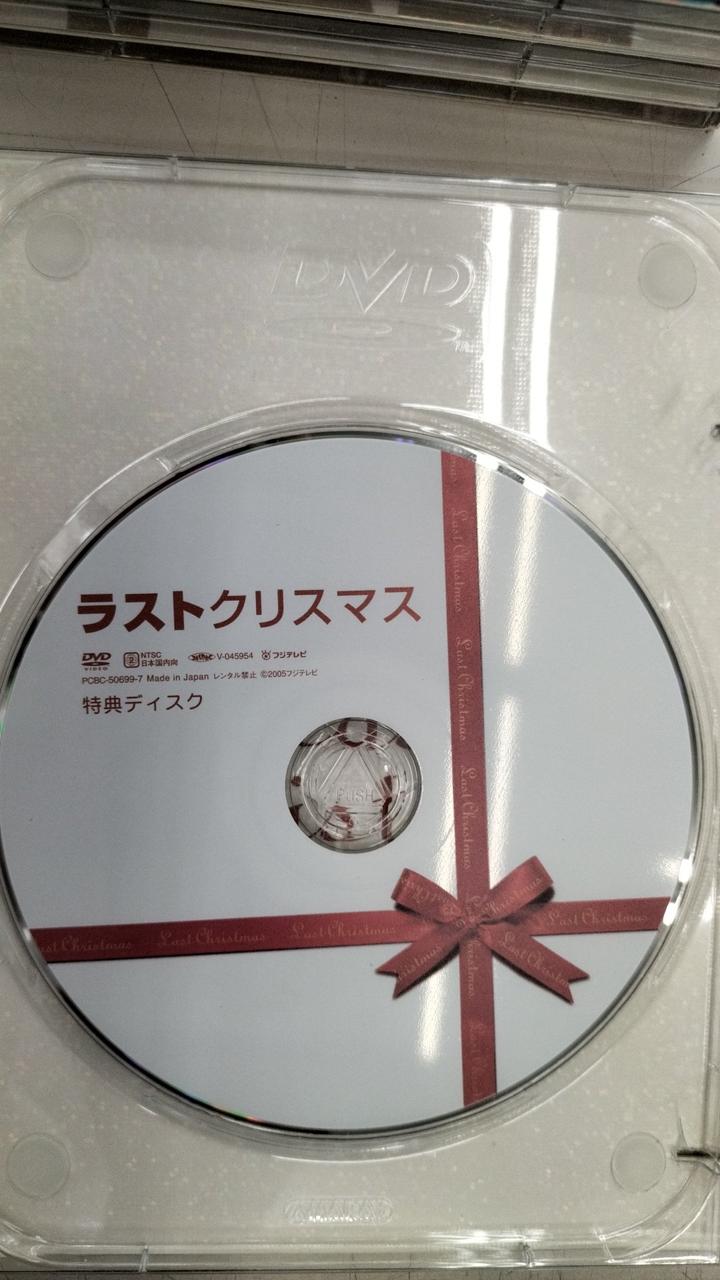 DVD
ラストクリスマス
DVD VIDEO 2 NTSC 日本国内向 V-045954 フジテレビ
PCBC-50699-7 Made in Japan レンタル禁止 ©2005フジテレビ
特典ディスク
PUSH
Last Christmas
Last Christmas
Last Christmas
Last Christmas
Last Christmas
Last Christmas